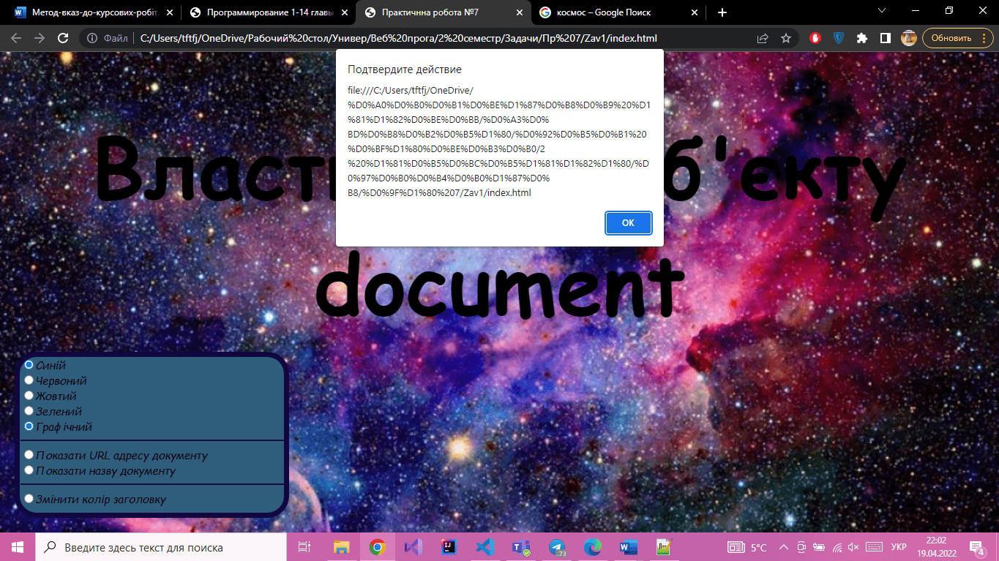 Метод-вказ-до-курсових-робіт.
Программирование 1-14 главы
Практичнна робота №7
космос – Google Поиск
Файл
C:/Users/tftfj/OneDrive/Рабочий%20стол/Универ/Веб%20прога/2%20семестр/Задачи/Пр%207/Zav1/index.html
Обновить
Подтвердите действие
file:///C:/Users/tftfj/OneDrive/
%D0%A0%D0%B0%D0%B1%D0%BE%D1%87%D0%B8%D0%B9%20%D1
%81%D1%82%D0%BE%D0%BB/%D0%A3%D0%
BD%D0%B8%D0%B2%D0%B5%D1%80/%D0%92%D0%B5%D0%B1%20
%D0%BF%D1%80%D0%BE%D0%B3%D0%B0/2
%20%D1%81%D0%B5%D0%BC%D0%B5%D1%81%D1%82%D1%80/%D
0%97%D0%B0%D0%B4%D0%B0%D1%87%D0%
B8/%D0%9F%D1%80%207/Zav1/index.html
OK
Власт б'єкту
document
Синій
Червоний
Жовтий
Зелений
Графічний
Показати URL адресу документу
Показати назву документу
Змінити колір заголовку
Введите здесь текст для поиска
.73
5°C
УКР
22:02
19.04.2022
4